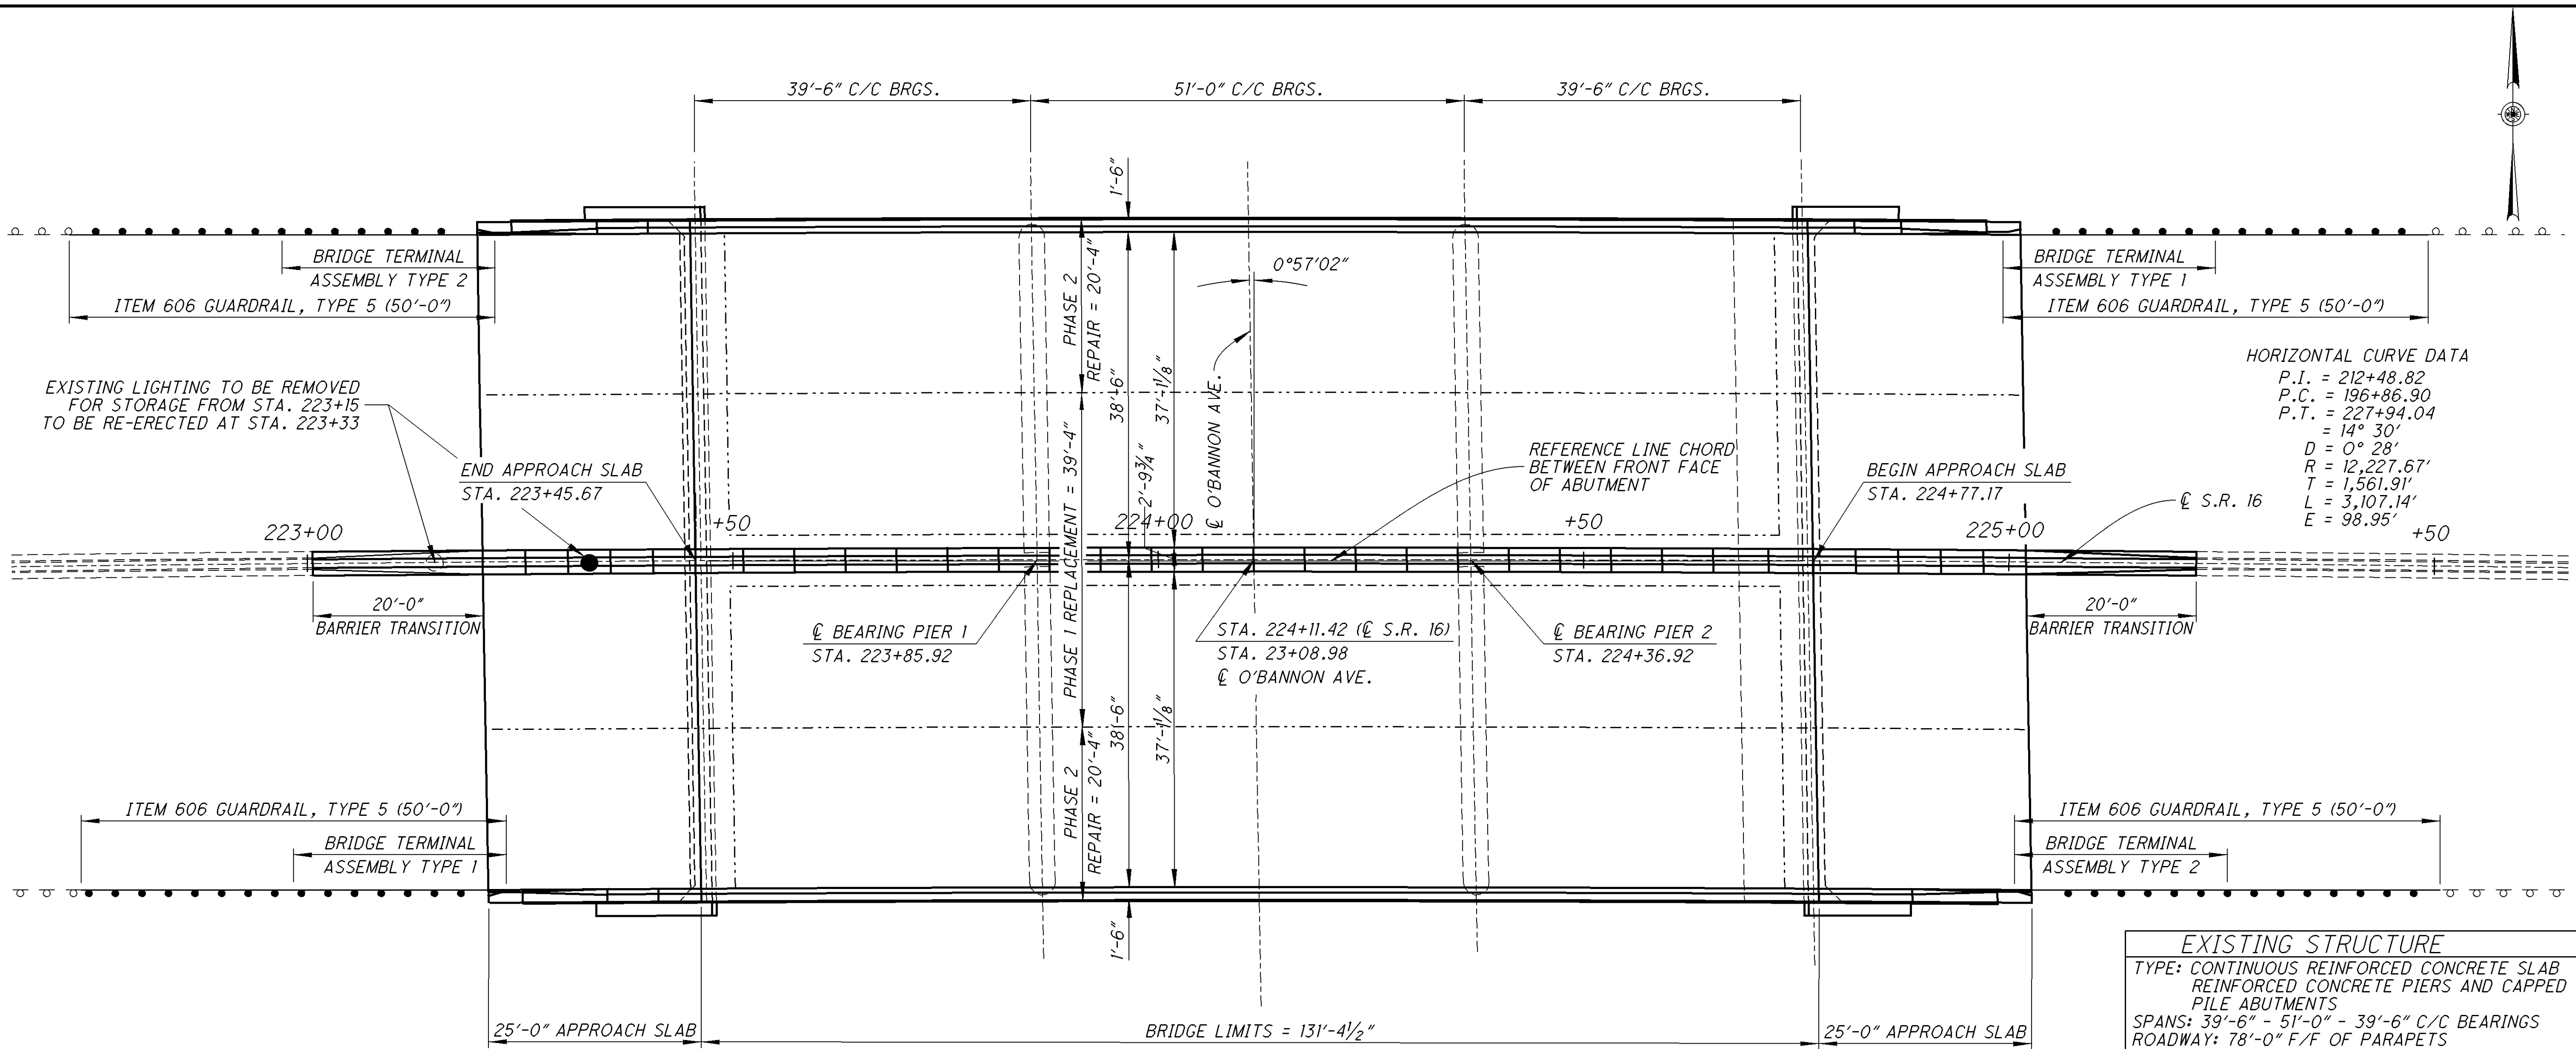 39'-6" C/C BRGS.
51'-0" C/C BRGS.
39'-6" C/C BRGS.
1'-6"
BRIDGE TERMINAL
ASSEMBLY TYPE 2
ITEM 606 GUARDRAIL, TYPE 5 (50'-0")
BRIDGE TERMINAL
ASSEMBLY TYPE 1
ITEM 606 GUARDRAIL, TYPE 5 (50'-0")
PHASE 2
REPAIR = 20'-4"
38'-6"
37'-1⅛"
0°57'02"
℄ O'BANNON AVE.
HORIZONTAL CURVE DATA
P.I. = 212+48.82
P.C. = 196+86.90
P.T. = 227+94.04
= 14° 30'
D = 0° 28'
R = 12,227.67'
T = 1,561.91'
L = 3,107.14'
E = 98.95'
EXISTING LIGHTING TO BE REMOVED
FOR STORAGE FROM STA. 223+15
TO BE RE-ERECTED AT STA. 223+33
END APPROACH SLAB
STA. 223+45.67
PHASE 1 REPLACEMENT = 39'-4"
2'-9¾"
REFERENCE LINE CHORD
BETWEEN FRONT FACE
OF ABUTMENT
BEGIN APPROACH SLAB
STA. 224+77.17
℄ S.R. 16
223+00
+50
224+00
+50
225+00
+50
20'-0"
BARRIER TRANSITION
℄ BEARING PIER 1
STA. 223+85.92
STA. 224+11.42 (℄ S.R. 16)
STA. 23+08.98
℄ O'BANNON AVE.
℄ BEARING PIER 2
STA. 224+36.92
20'-0"
BARRIER TRANSITION
38'-6"
37'-1⅛"
PHASE 2
REPAIR = 20'-4"
ITEM 606 GUARDRAIL, TYPE 5 (50'-0")
BRIDGE TERMINAL
ASSEMBLY TYPE 1
ITEM 606 GUARDRAIL, TYPE 5 (50'-0")
BRIDGE TERMINAL
ASSEMBLY TYPE 2
1'-6"
25'-0" APPROACH SLAB
BRIDGE LIMITS = 131'-4½"
25'-0" APPROACH SLAB
EXISTING STRUCTURE
TYPE: CONTINUOUS REINFORCED CONCRETE SLAB
REINFORCED CONCRETE PIERS AND CAPPED
PILE ABUTMENTS
SPANS: 39'-6" - 51'-0" - 39'-6" C/C BEARINGS
ROADWAY: 78'-0" F/F OF PARAPETS